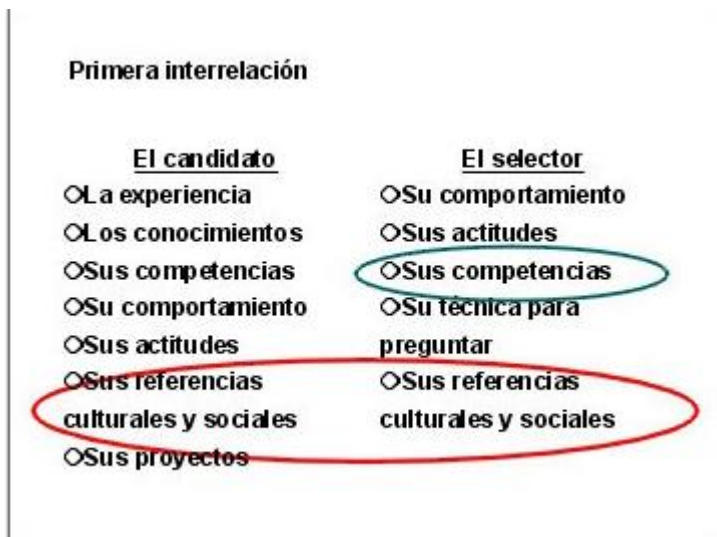 Primera interrelación
El candidato
○La experiencia
○Los conocimientos
○Sus competencias
○Su comportamiento
○Sus actitudes
○Sus referencias
culturales y sociales
○Sus proyectos
El selector
○Su comportamiento
○Sus actitudes
○Sus competencias
○Su técnica para
preguntar
○Sus referencias
culturales y sociales